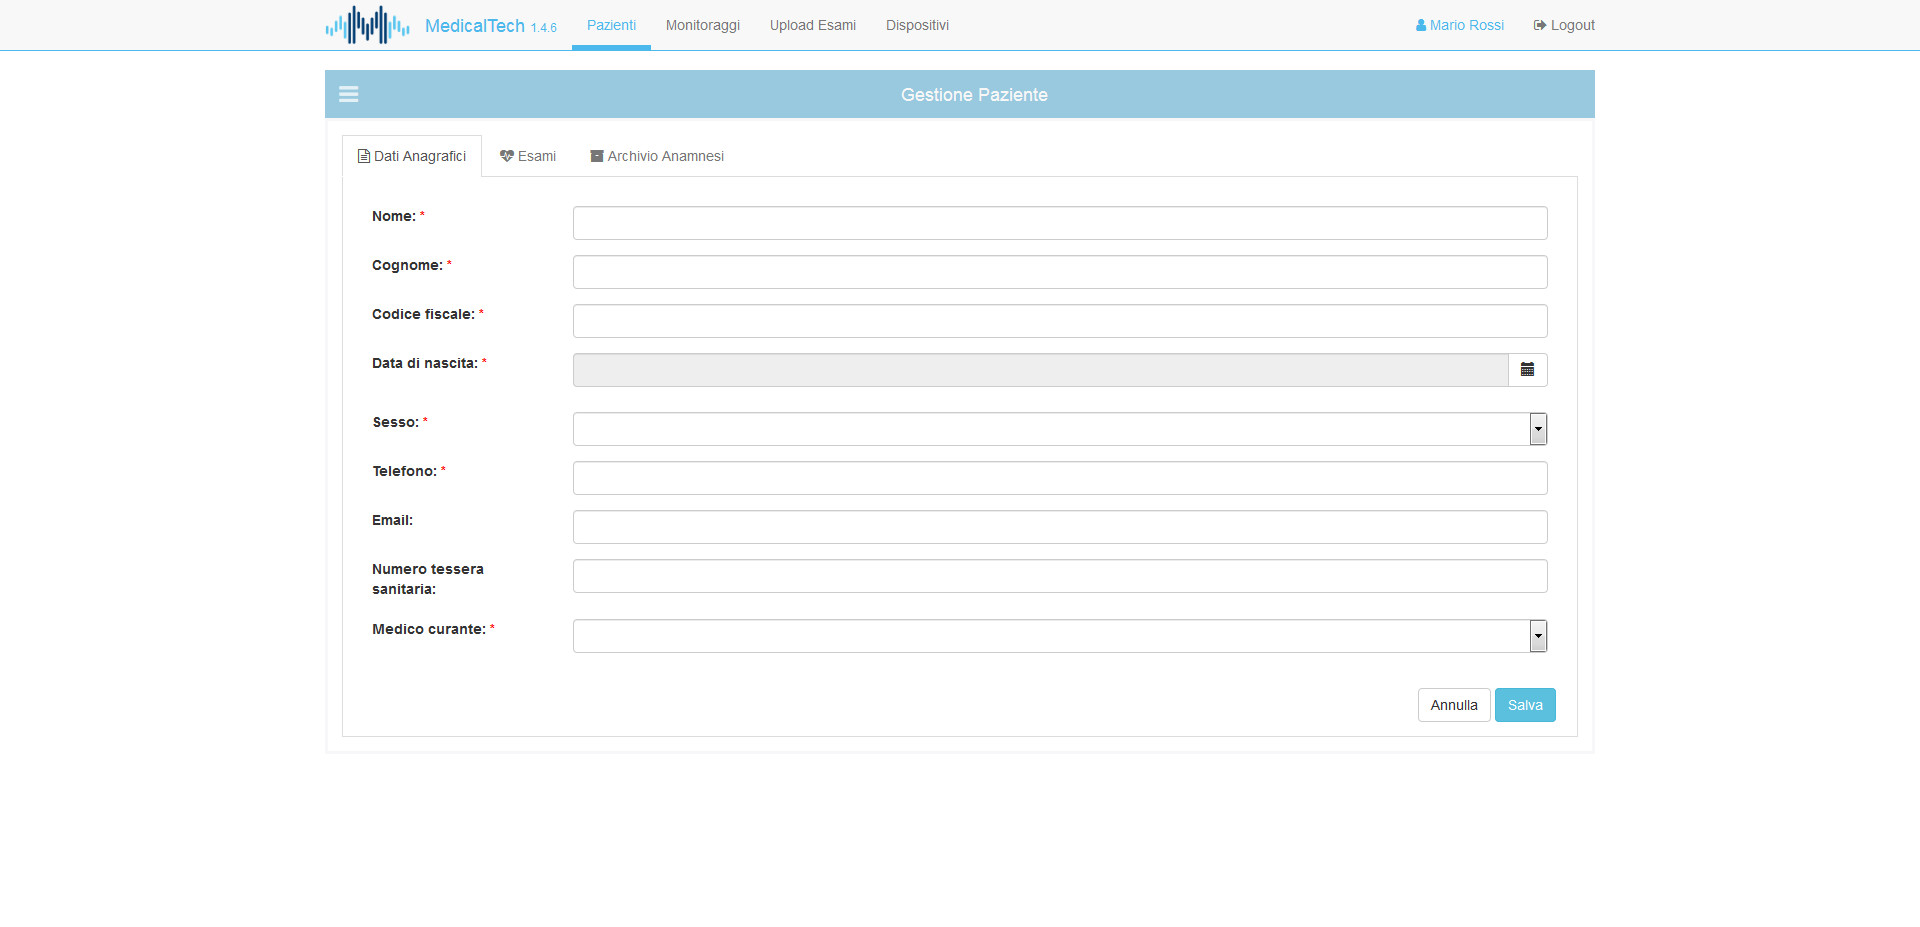 MedicalTech 1.4.6 Pazienti Monitoraggi Upload Esami Dispositivi Mario Rossi Logout
Gestione Paziente
Dati Anagrafici Esami Archivio Anamnesi
Nome: *
Cognome: *
Codice fiscale: *
Data di nascita: *
Sesso: *
Telefono: *
Email:
Numero tessera
sanitaria:
Medico curante: *
Annulla Salva